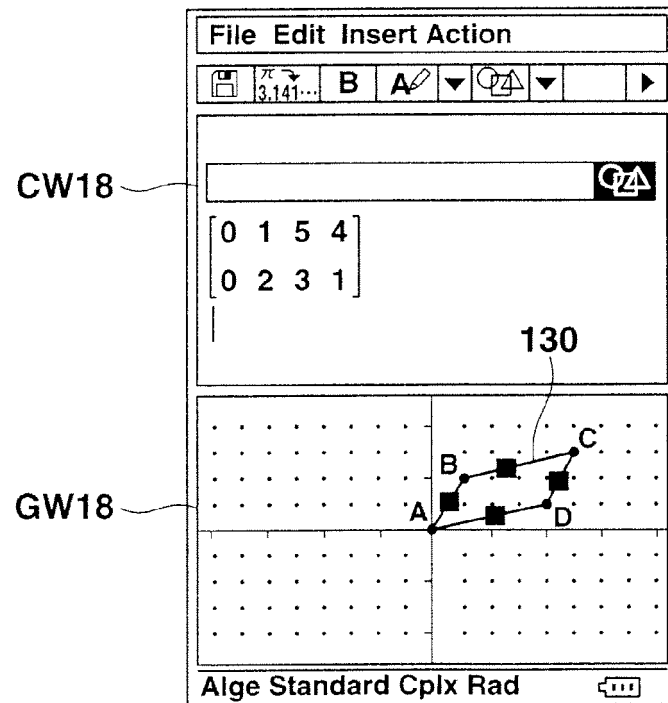 File Edit Insert Action
π 3.141... B A
CW18
0 1 5 4
0 2 3 1
130
C
B
GW18
A
D
Alge Standard Cplx Rad